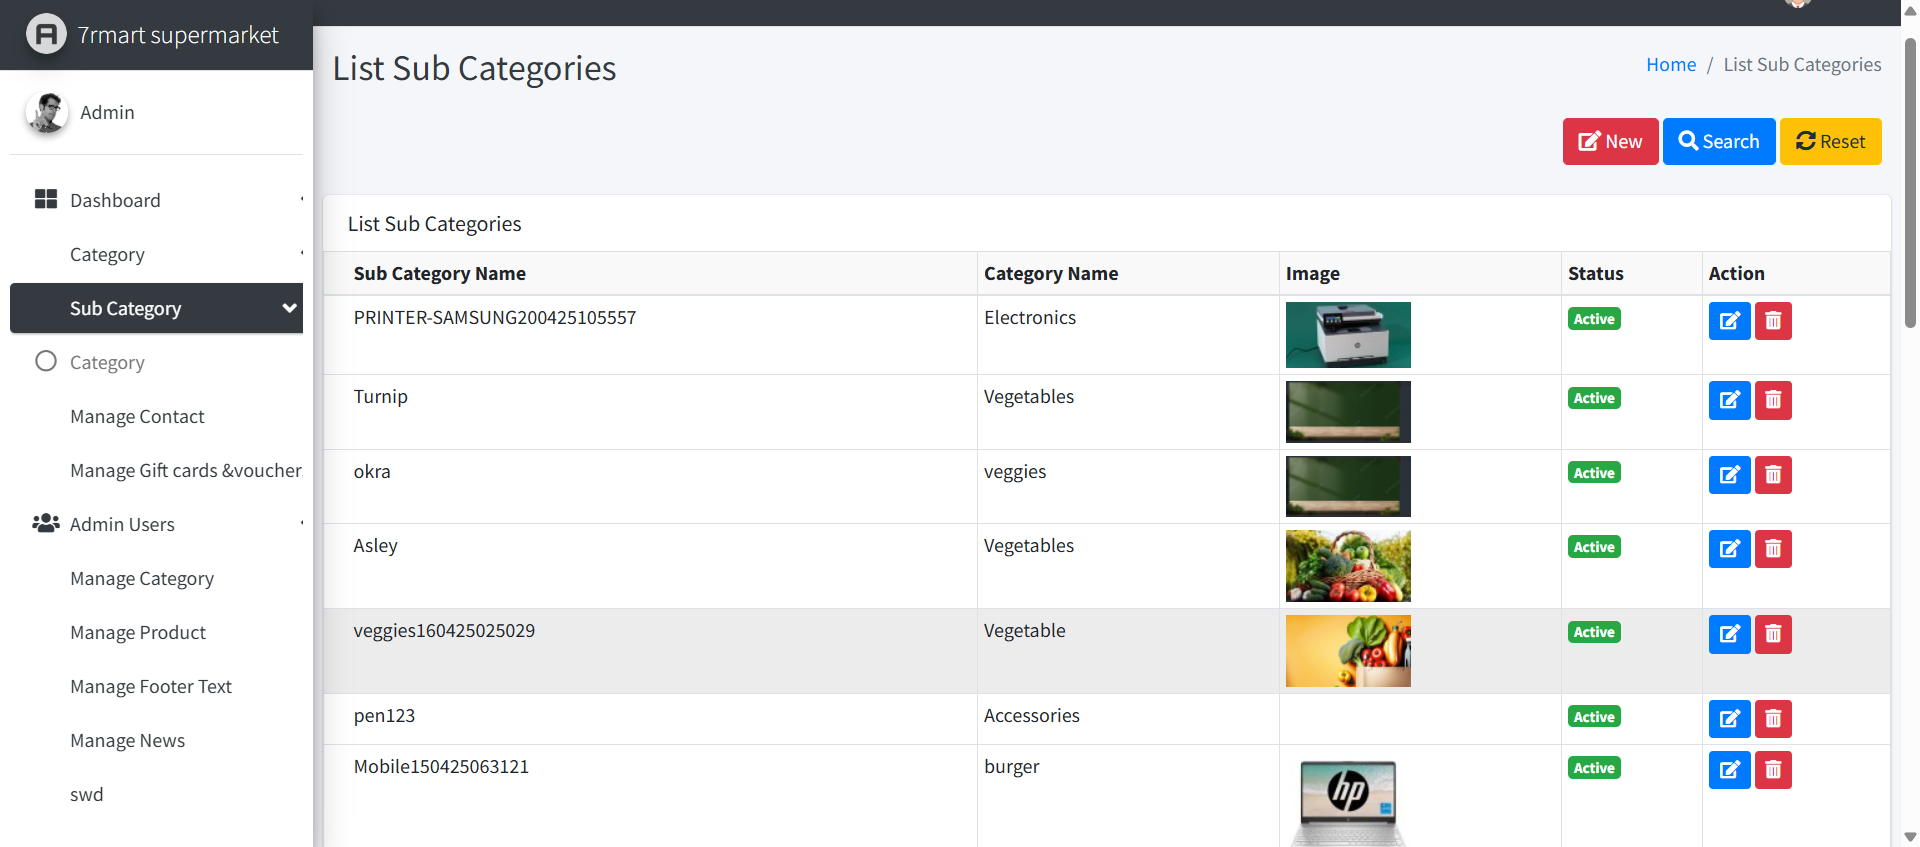 7rmart supermarket
Admin
Dashboard
Category
Sub Category
Category
Manage Contact
Manage Gift cards &voucher
Admin Users
Manage Category
Manage Product
Manage Footer Text
Manage News
swd
List Sub Categories
Home / List Sub Categories
New Search Reset
List Sub Categories
Sub Category Name Category Name Image Status Action
PRINTER-SAMSUNG200425105557 Electronics Active
Turnip Vegetables Active
okra veggies Active
Asley Vegetables Active
veggies160425025029 Vegetable Active
pen123 Accessories Active
Mobile150425063121 burger hp Active